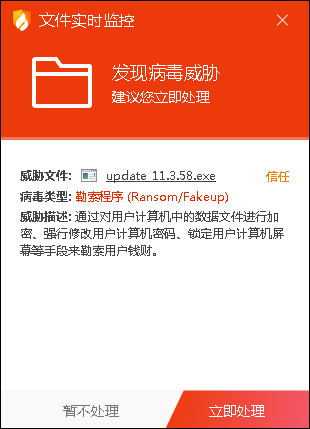 文件实时监控
发现病毒威胁
建议您立即处理
威胁文件: update_11.3.58.exe 信任
病毒类型: 勒索程序 (Ransom/Fakeup)
威胁描述: 通过对用户计算机中的数据文件进行加
密、强行修改用户计算机密码、锁定用户计算机屏
幕等手段来勒索用户钱财。
暂不处理 立即处理